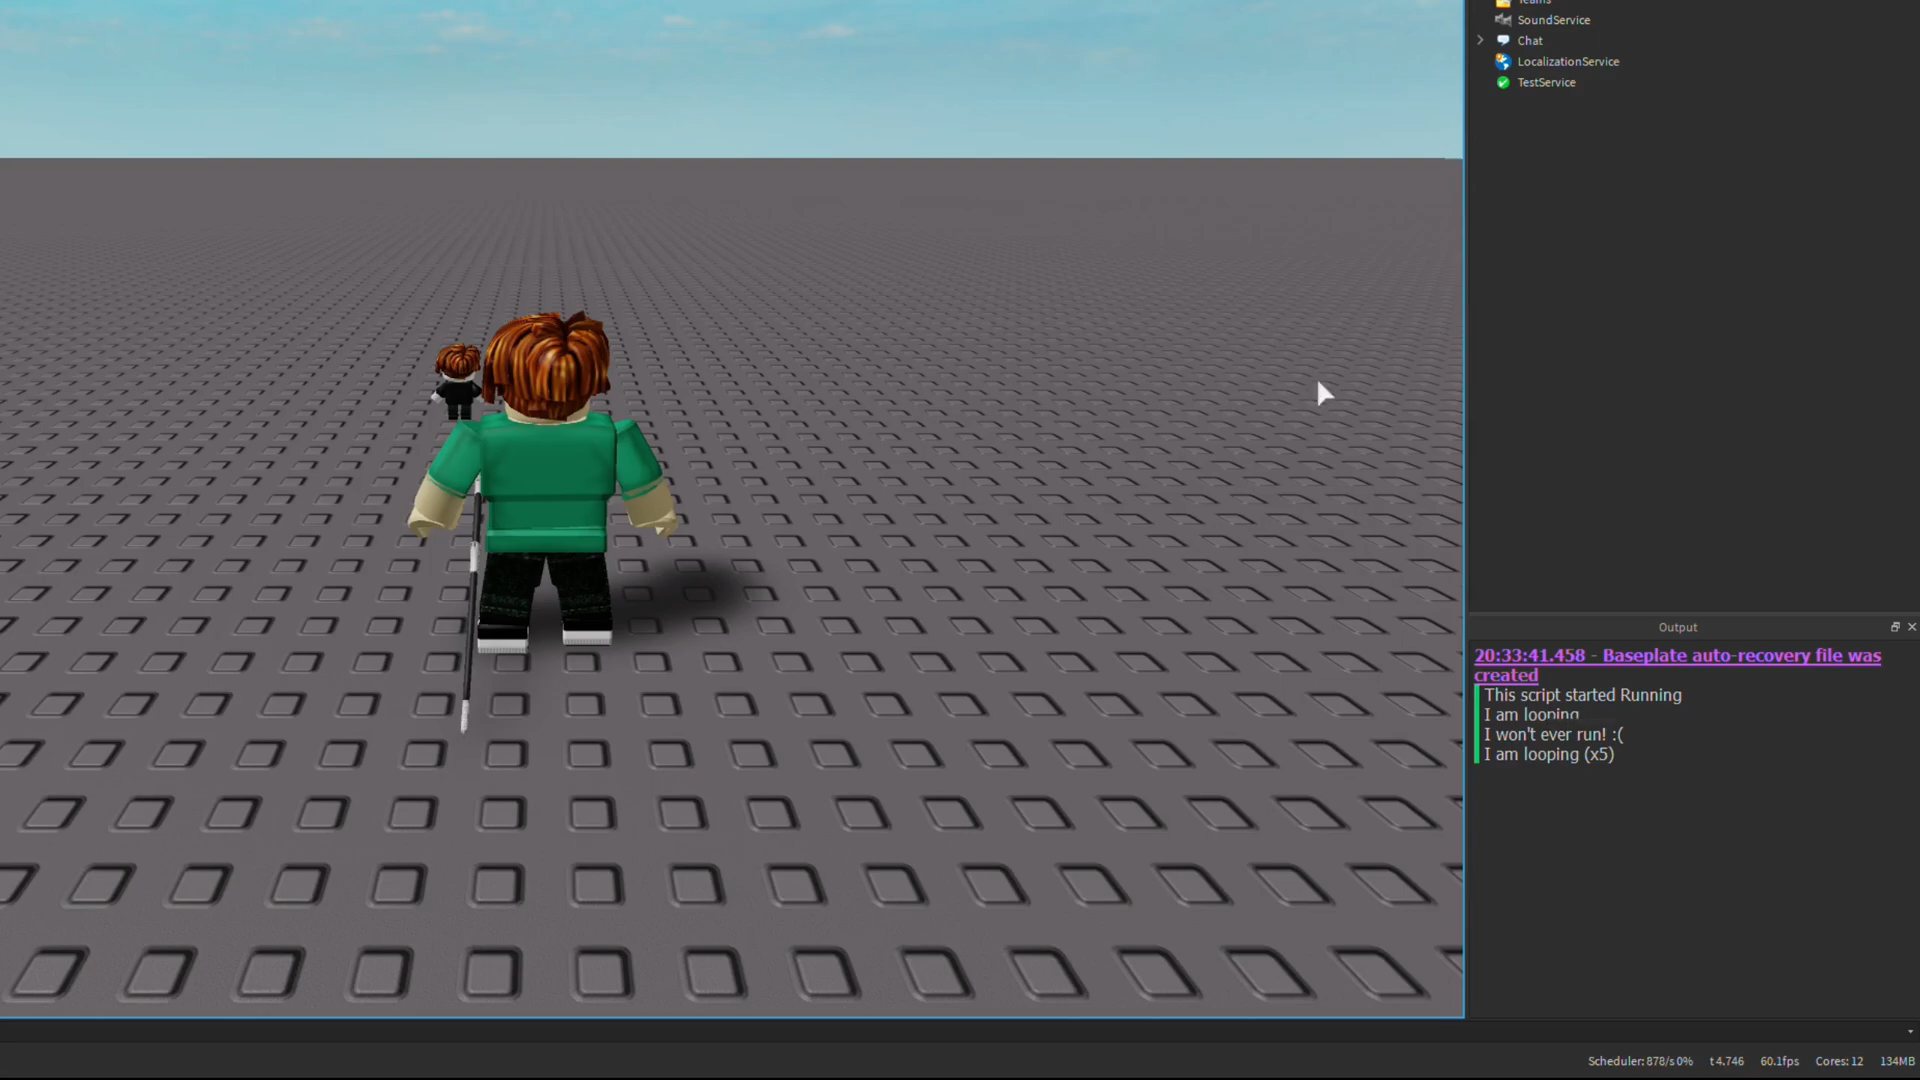 Teams
SoundService
Chat
LocalizationService
TestService
Output
20:33:41.458 - Baseplate auto-recovery file was
created
This script started Running
I am looping
I won't ever run! :(
I am looping (x5)
Scheduler: 878/s 0% t 4.746 60.1fps Cores: 12 134MB